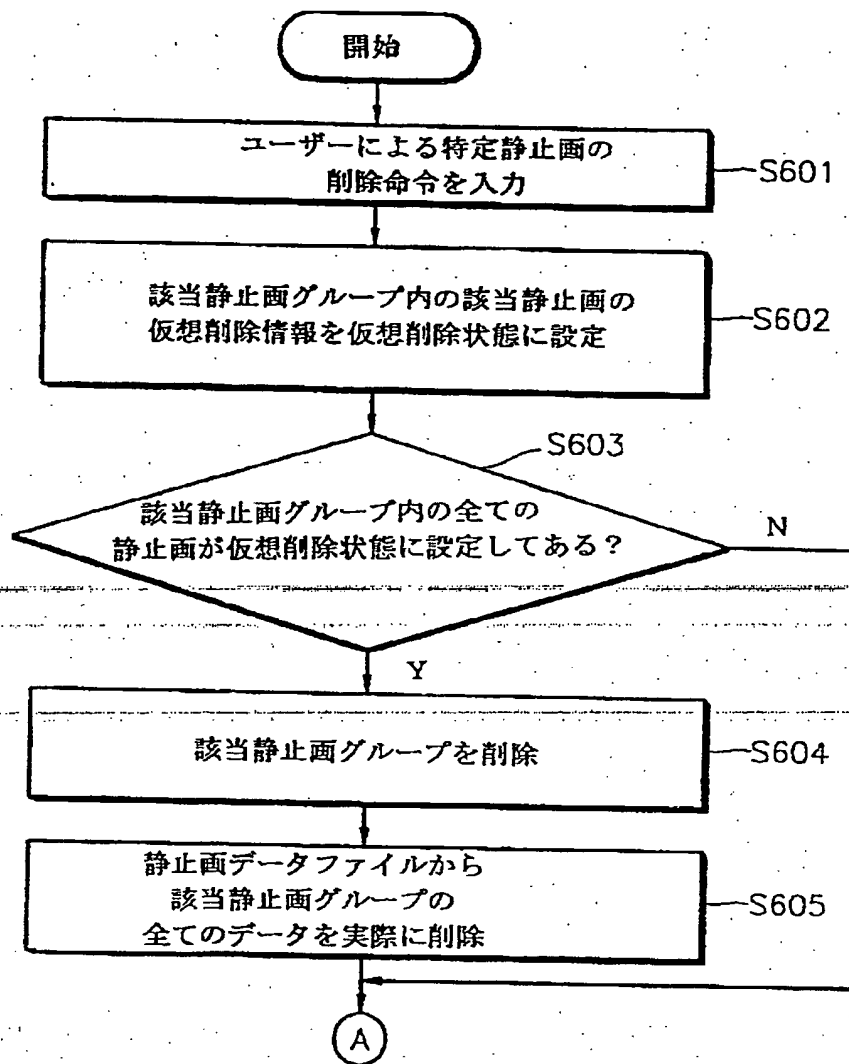 開始
ユーザーによる特定静止画の
削除命令を入力
S601
該当静止画グループ内の該当静止画の
仮想削除情報を仮想削除状態に設定
S602
S603
該当静止画グループ内の全ての
静止画が仮想削除状態に設定してある？
N
Y
該当静止画グループを削除
S604
静止画データファイルから
該当静止画グループの
全てのデータを実際に削除
S605
A